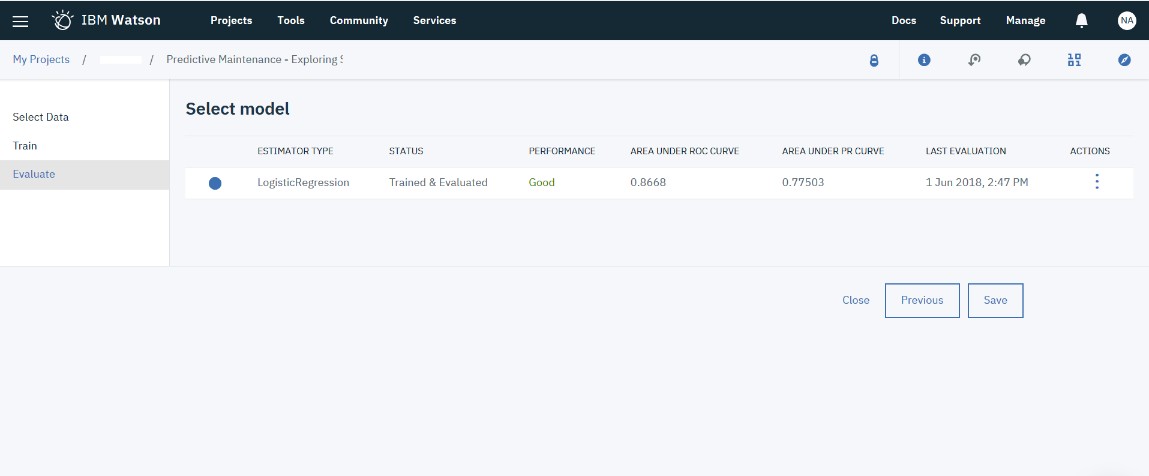 IBM Watson Projects Tools Community Services Docs Support Manage NA
My Projects / / Predictive Maintenance - Exploring
Select Data
Train
Evaluate
Select model
ESTIMATOR TYPE STATUS PERFORMANCE AREA UNDER ROC CURVE AREA UNDER PR CURVE LAST EVALUATION ACTIONS
LogisticRegression Trained & Evaluated Good 0.8668 0.77503 1 Jun 2018, 2:47 PM
Close Previous Save